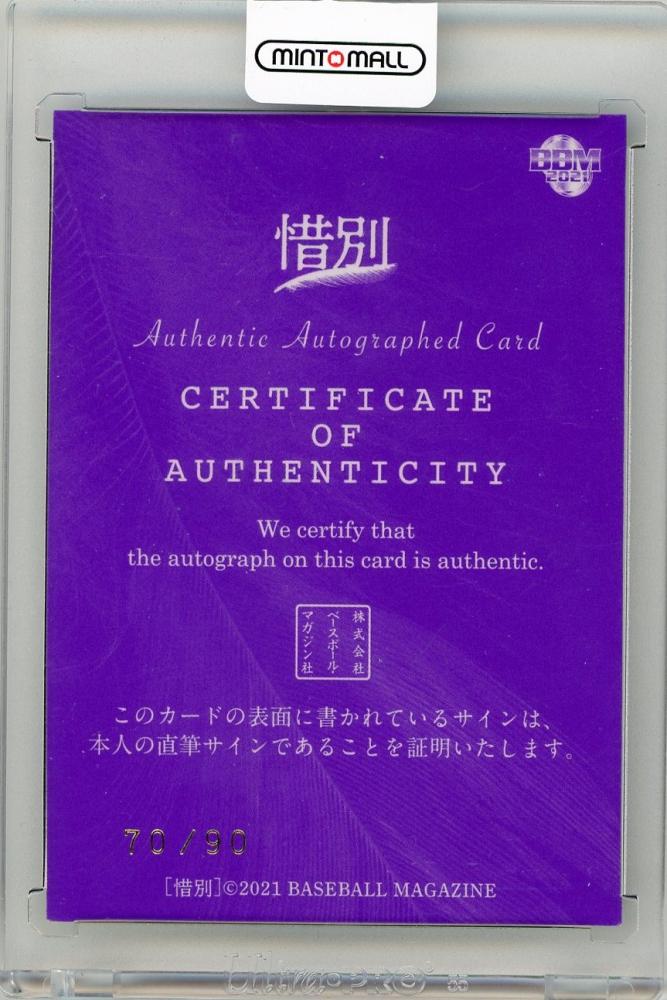 MINTOMALL
BBM
2021
惜別
Authentic Autographed Card
CERTIFICATE
OF
AUTHENTICITY
We certify that
the autograph on this card is authentic.
株式会社
ベースボール
マガジン社
このカードの表面に書かれているサインは、
本人の直筆サインであることを証明いたします。
70/90
[惜別]©2021 BASEBALL MAGAZINE
ultra·PRO®